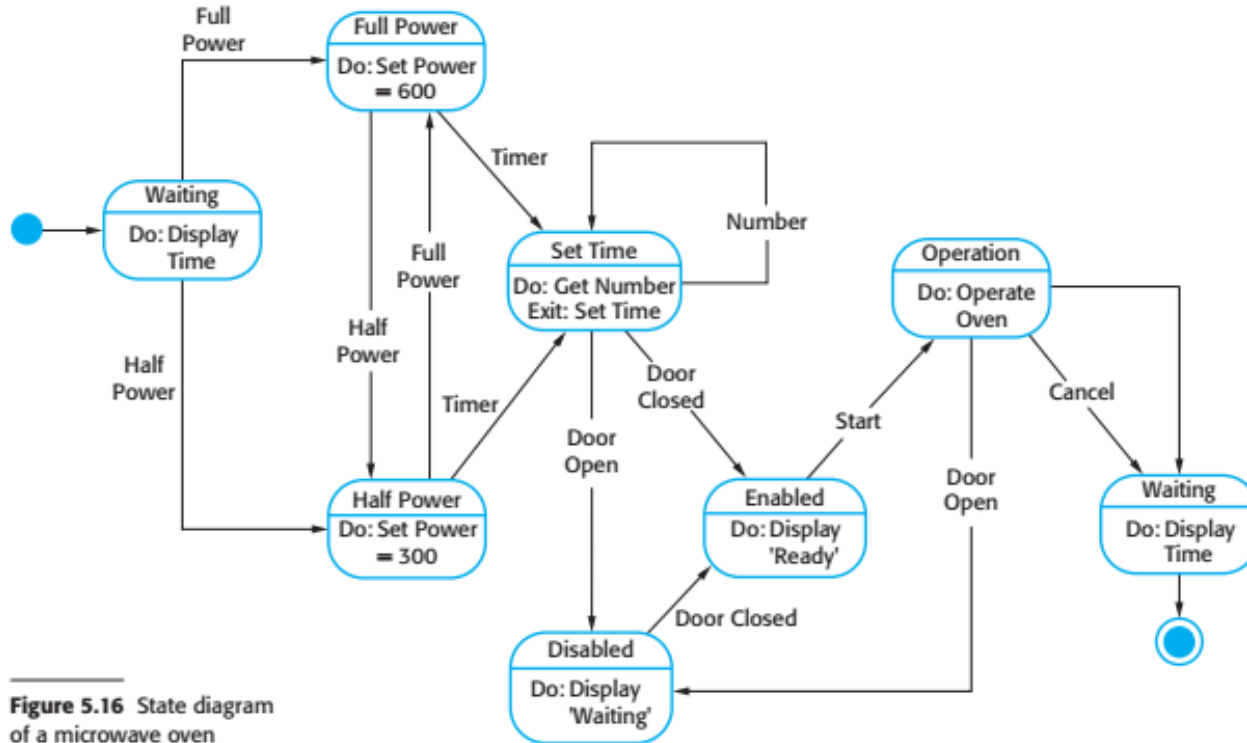 Full
Power
Full Power
Do: Set Power
= 600
Timer
Waiting
Do: Display
Time
Number
Full
Power
Set Time
Do: Get Number
Exit: Set Time
Operation
Do: Operate
Oven
Half
Power
Half
Power
Timer
Door
Closed
Door
Open
Start
Cancel
Door
Open
Half Power
Do: Set Power
= 300
Enabled
Do: Display
'Ready'
Waiting
Do: Display
Time
Door Closed
Disabled
Do: Display
'Waiting'
Figure 5.16 State diagram
of a microwave oven